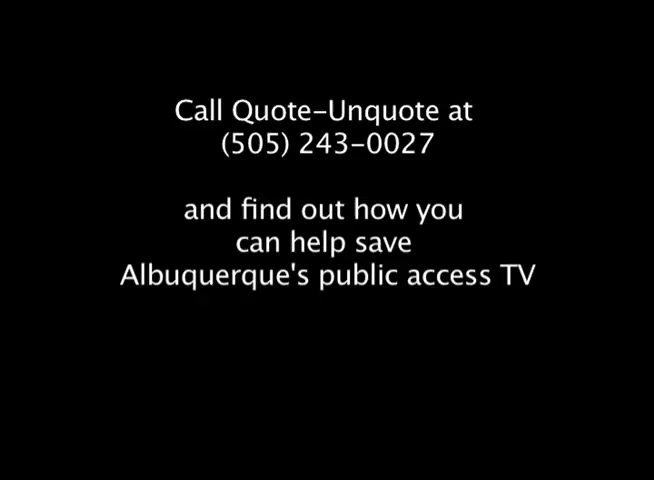 Call Quote-Unquote at
(505) 243-0027
and find out how you
can help save
Albuquerque's public access TV